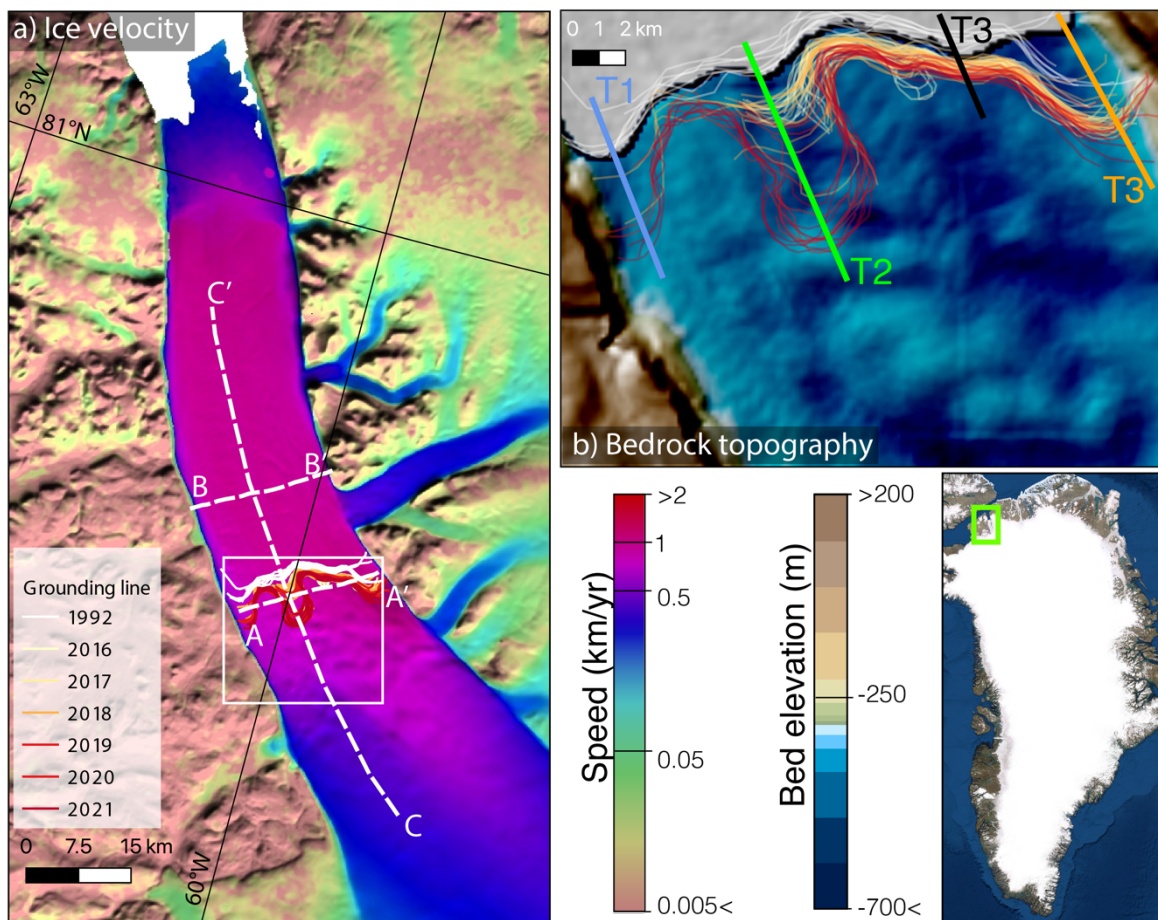 a) Ice velocity
63°W
81°N
C'
B
B'
A
A'
C
60°W
Grounding line
1992
2016
2017
2018
2019
2020
2021
0 7.5 15 km
0 1 2 km
T1
T2
T3
T3
b) Bedrock topography
Speed (km/yr)
>2
1
0.5
0.05
0.005<
Bed elevation (m)
>200
-250
-700<